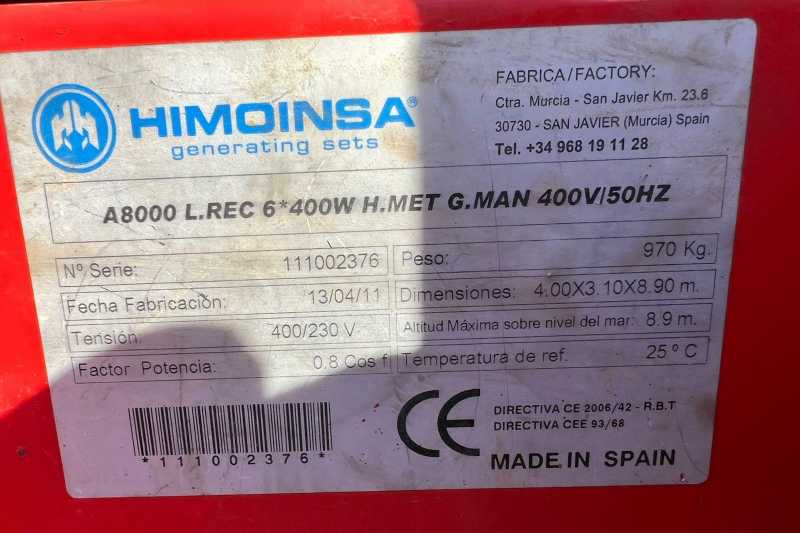 HIMOINSA®
generating sets
FABRICA/FACTORY:
Ctra. Murcia - San Javier Km. 23.6
30730 - SAN JAVIER (Murcia) Spain
Tel. +34 968 19 11 28
A8000 L.REC 6*400W H.MET G.MAN 400V/50HZ
Nº Serie: 111002376
Peso: 970 Kg.
Fecha Fabricación: 13/04/11
Dimensiones: 4.00X3.10X8.90 m.
Tensión: 400/230 V
Altitud Máxima sobre nivel del mar: 8.9 m.
Factor Potencia: 0.8 Cos f
Temperatura de ref. 25 º C
*111002376*
CE
DIRECTIVA CE 2006/42 - R.B.T
DIRECTIVA CEE 93/68
MADE IN SPAIN